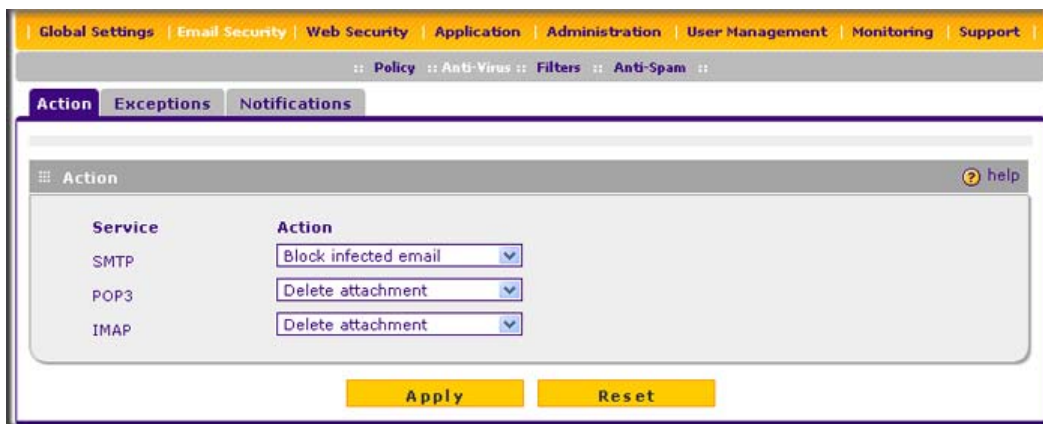 Global Settings | Email Security | Web Security | Application | Administration | User Management | Monitoring | Support
:: Policy :: Anti-Virus :: Filters :: Anti-Spam ::
Action Exceptions Notifications
Action ? help
Service Action
SMTP Block infected email
POP3 Delete attachment
IMAP Delete attachment
Apply Reset